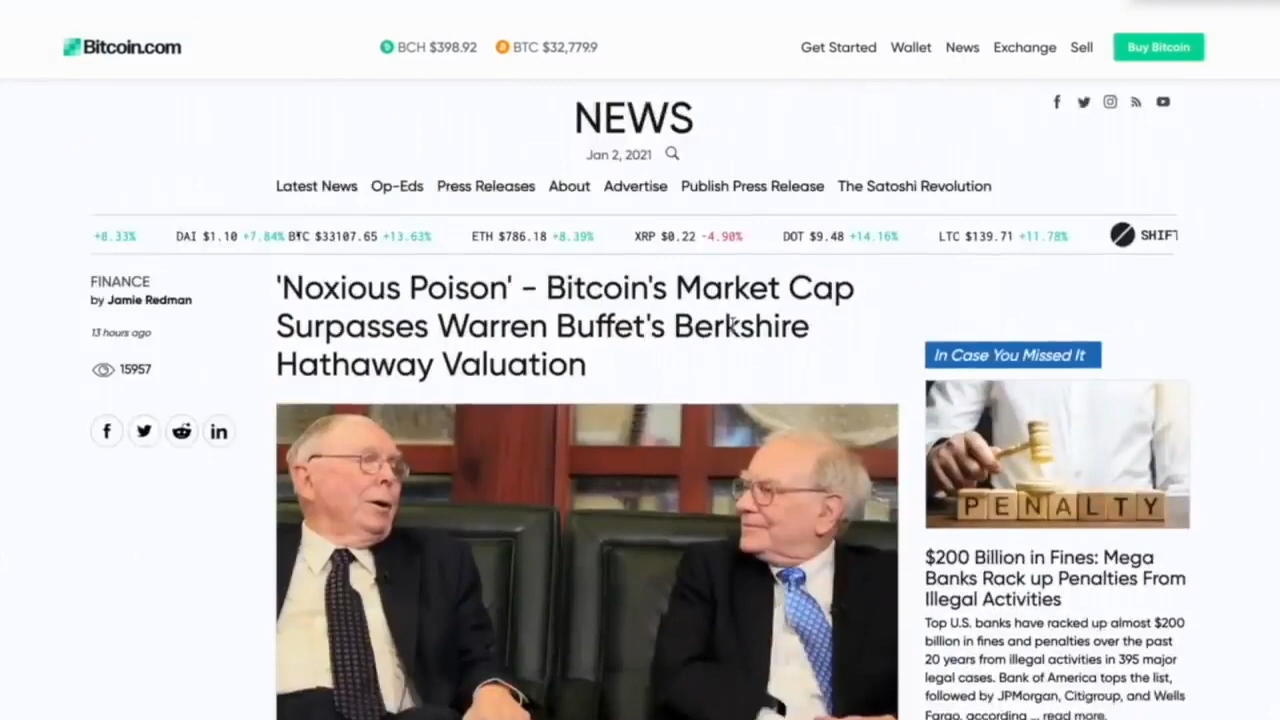 Bitcoin.com
BCH $398.92 BTC $32,779.9
Get Started Wallet News Exchange Sell Buy Bitcoin
NEWS
Jan 2, 2021
Latest News Op-Eds Press Releases About Advertise Publish Press Release The Satoshi Revolution
+8.33% DAI $1.10 +7.84% BTC $33107.65 +13.63% ETH $786.18 +8.39% XRP $0.22 -4.90% DOT $9.48 +14.16% LTC $139.71 +11.78% SHIFT
FINANCE
by Jamie Redman
13 hours ago
15957
'Noxious Poison' - Bitcoin's Market Cap
Surpasses Warren Buffet's Berkshire
Hathaway Valuation
In Case You Missed It
PENALTY
$200 Billion in Fines: Mega
Banks Rack up Penalties From
Illegal Activities
Top U.S. banks have racked up almost $200
billion in fines and penalties over the past
20 years from illegal activities in 395 major
legal cases. Bank of America tops the list,
followed by JPMorgan, Citigroup, and Wells
Fargo, according ... read more.